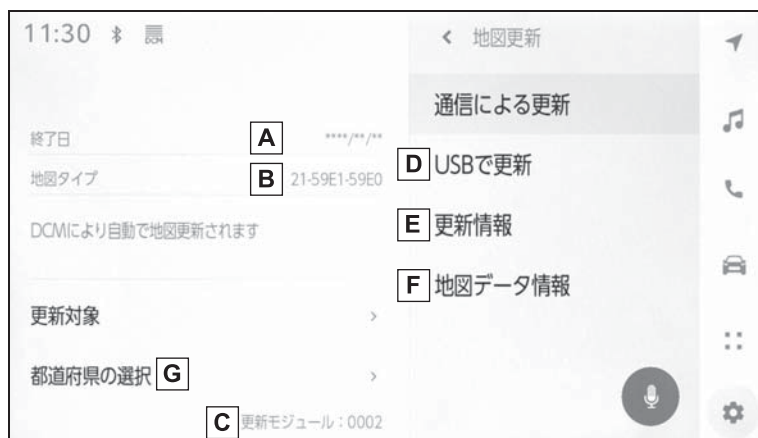 11:30
終了日 A ****/**/**
地図タイプ B 21-59E1-59E0
DCMにより自動で地図更新されます
更新対象 >
都道府県の選択 G >
C 更新モジュール：0002
< 地図更新
通信による更新
D USBで更新
E 更新情報
F 地図データ情報